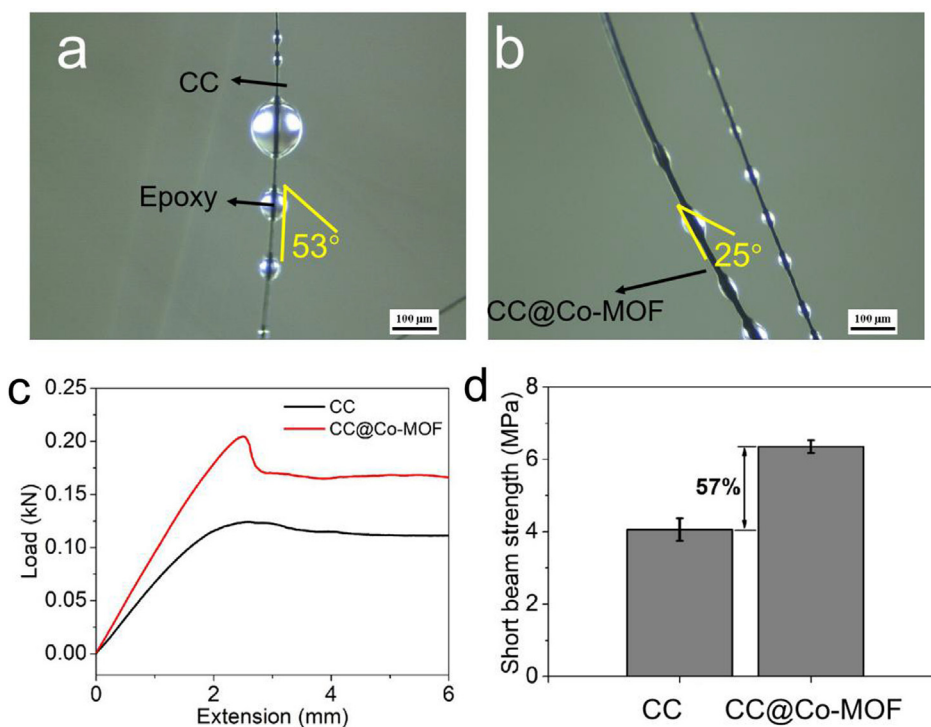 a
CC
Epoxy
53°
100 μm
b
25°
CC@Co-MOF
100 μm
c
0.25
0.20
0.15
0.10
0.05
0.00
Load (kN)
CC
CC@Co-MOF
0
2
4
6
Extension (mm)
d
8
6
4
2
0
Short beam strength (MPa)
57%
CC
CC@Co-MOF